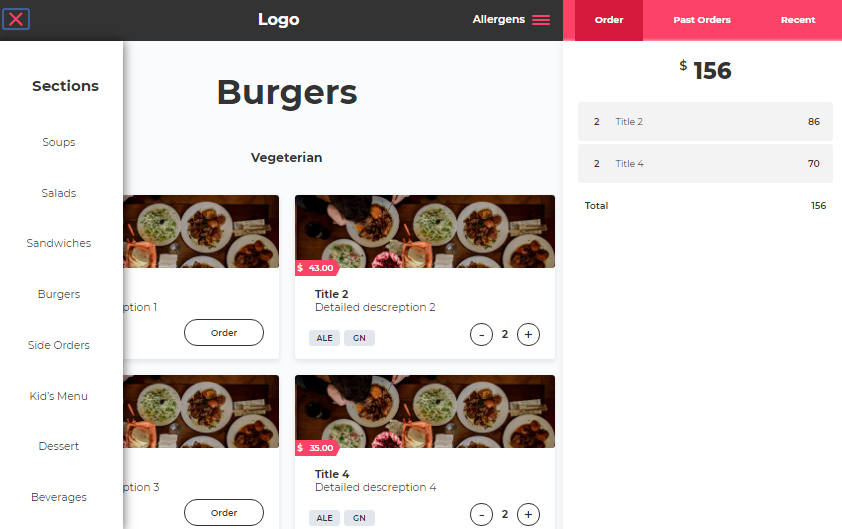 Logo
Allergens
Order
Past Orders
Recent
Sections
Soups
Salads
Sandwiches
Burgers
Side Orders
Kid's Menu
Dessert
Beverages
Burgers
Vegeterian
ption 1
Order
$ 43.00
Title 2
Detailed descreption 2
ALE GN
- 2 +
ption 3
Order
$ 35.00
Title 4
Detailed descreption 4
ALE GN
- 2 +
$ 156
2 Title 2 86
2 Title 4 70
Total 156